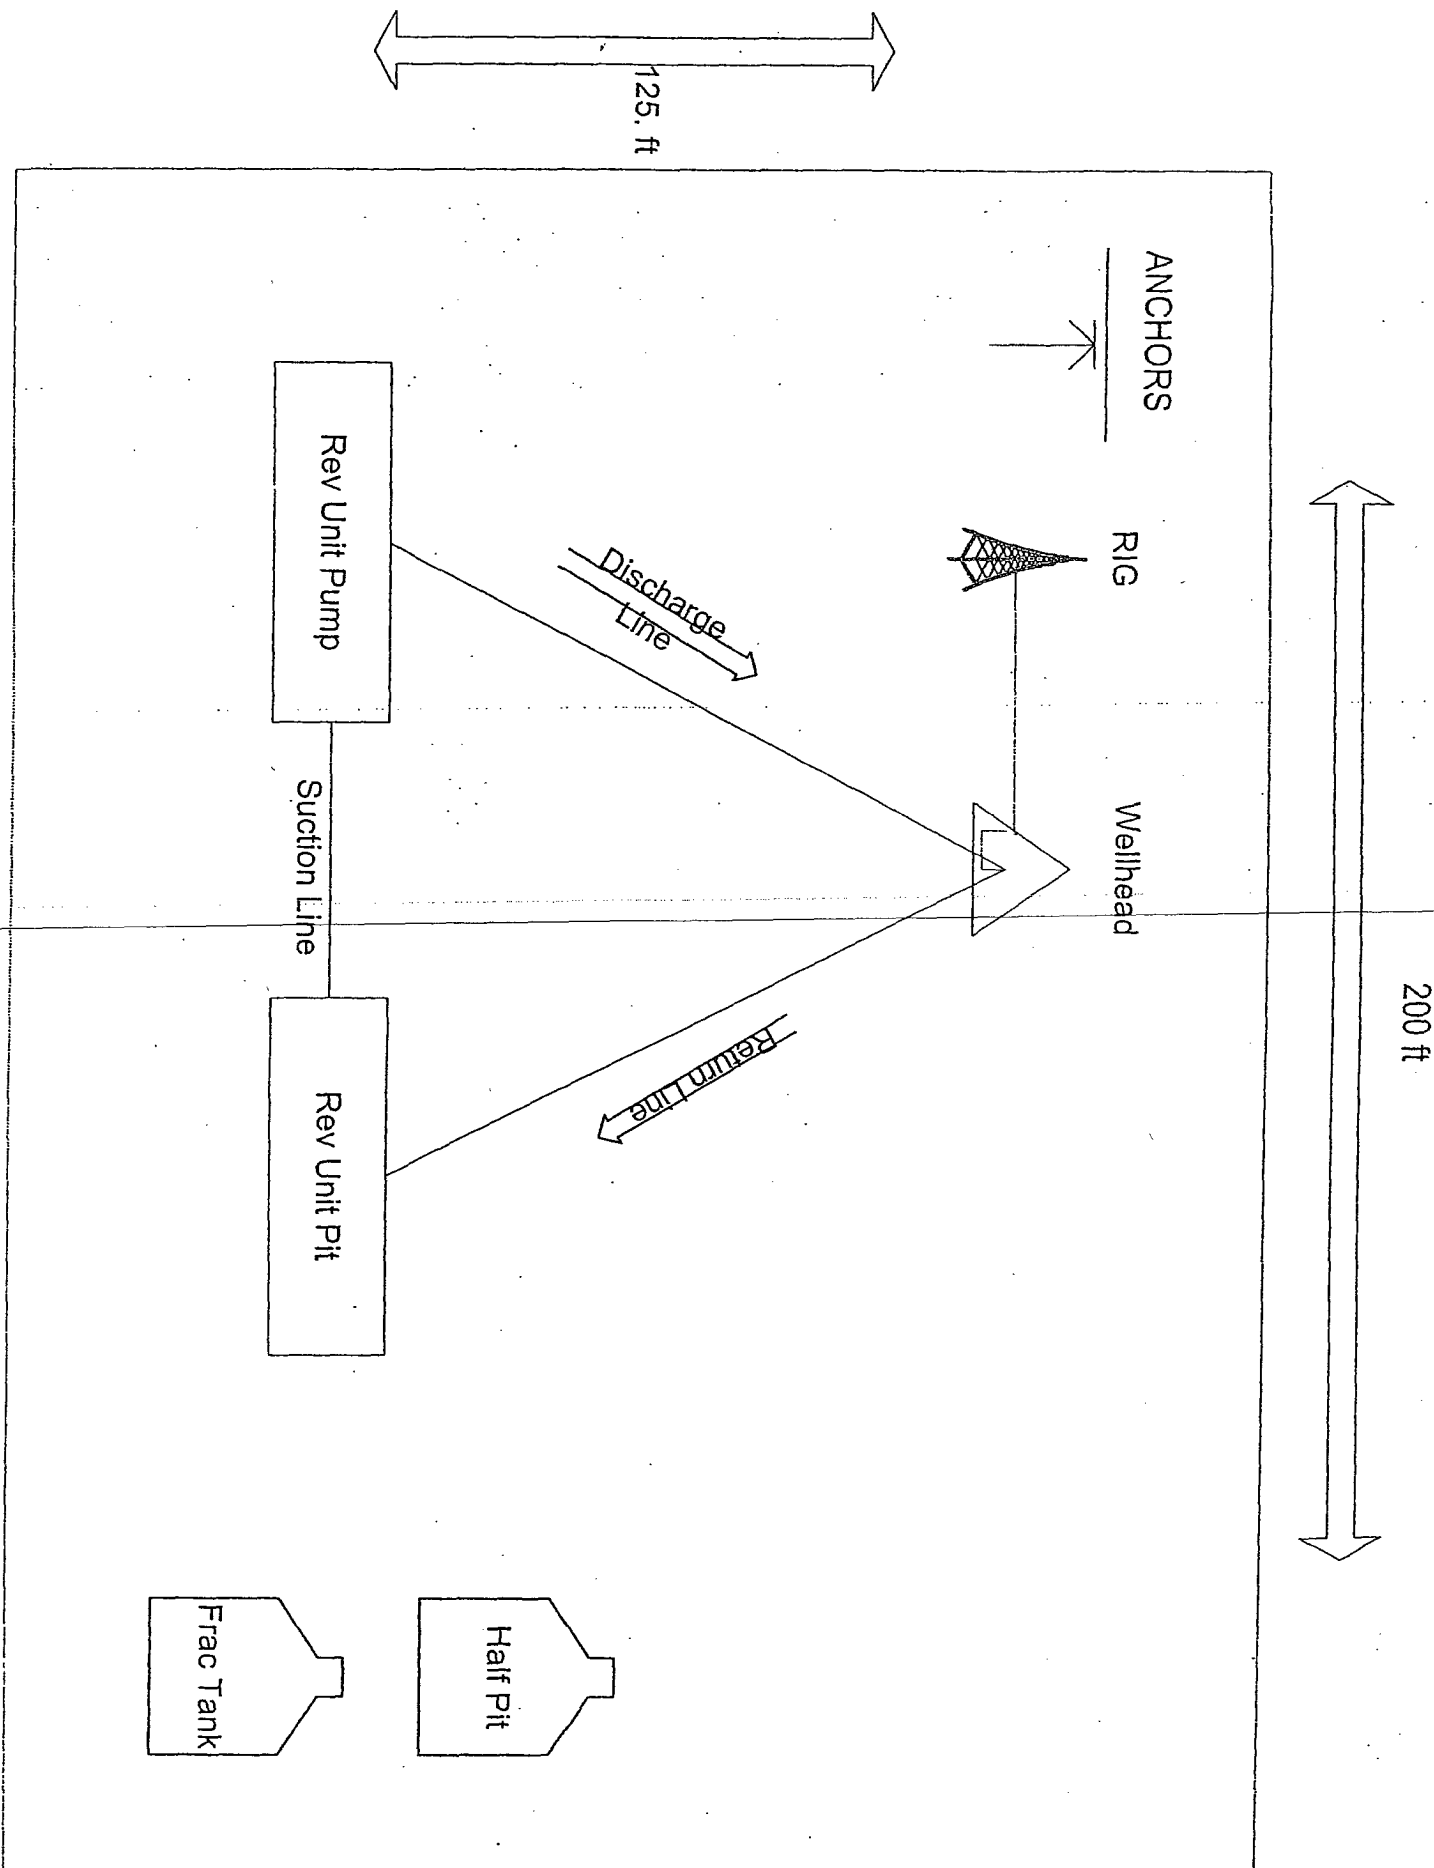 200 ft
125. ft
ANCHORS
RIG
Wellhead
Discharge
Line
Return Line
Rev Unit Pump
Suction Line
Rev Unit Pit
Half Pit
Frac Tank